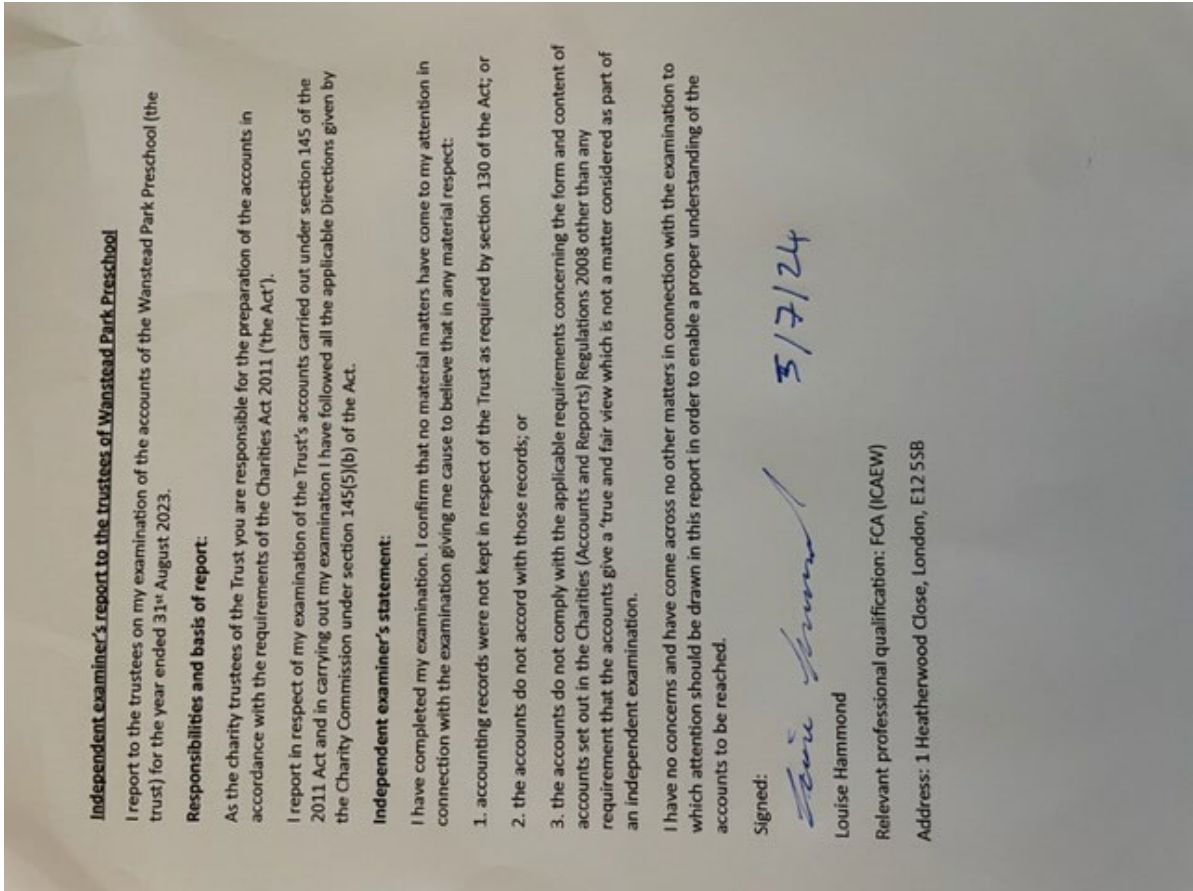 Independent examiner's report to the trustees of Wanstead Park Preschool
I report to the trustees on my examination of the accounts of the Wanstead Park Preschool (the
trust) for the year ended 31st August 2023.
Responsibilities and basis of report:
As the charity trustees of the Trust you are responsible for the preparation of the accounts in
accordance with the requirements of the Charities Act 2011 ('the Act').
I report in respect of my examination of the Trust's accounts carried out under section 145 of the
2011 Act and in carrying out my examination I have followed all the applicable Directions given by
the Charity Commission under section 145(5)(b) of the Act.
Independent examiner's statement:
I have completed my examination. I confirm that no material matters have come to my attention in
connection with the examination giving me cause to believe that in any material respect:
1. accounting records were not kept in respect of the Trust as required by section 130 of the Act; or
2. the accounts do not accord with those records; or
3. the accounts do not comply with the applicable requirements concerning the form and content of
accounts set out in the Charities (Accounts and Reports) Regulations 2008 other than any
requirement that the accounts give a 'true and fair view which is not a matter considered as part of
an independent examination.
I have no concerns and have come across no other matters in connection with the examination to
which attention should be drawn in this report in order to enable a proper understanding of the
accounts to be reached.
Signed:
3/7/24
Louise Hammond
Relevant professional qualification: FCA (ICAEW)
Address: 1 Heatherwood Close, London, E12 5SB